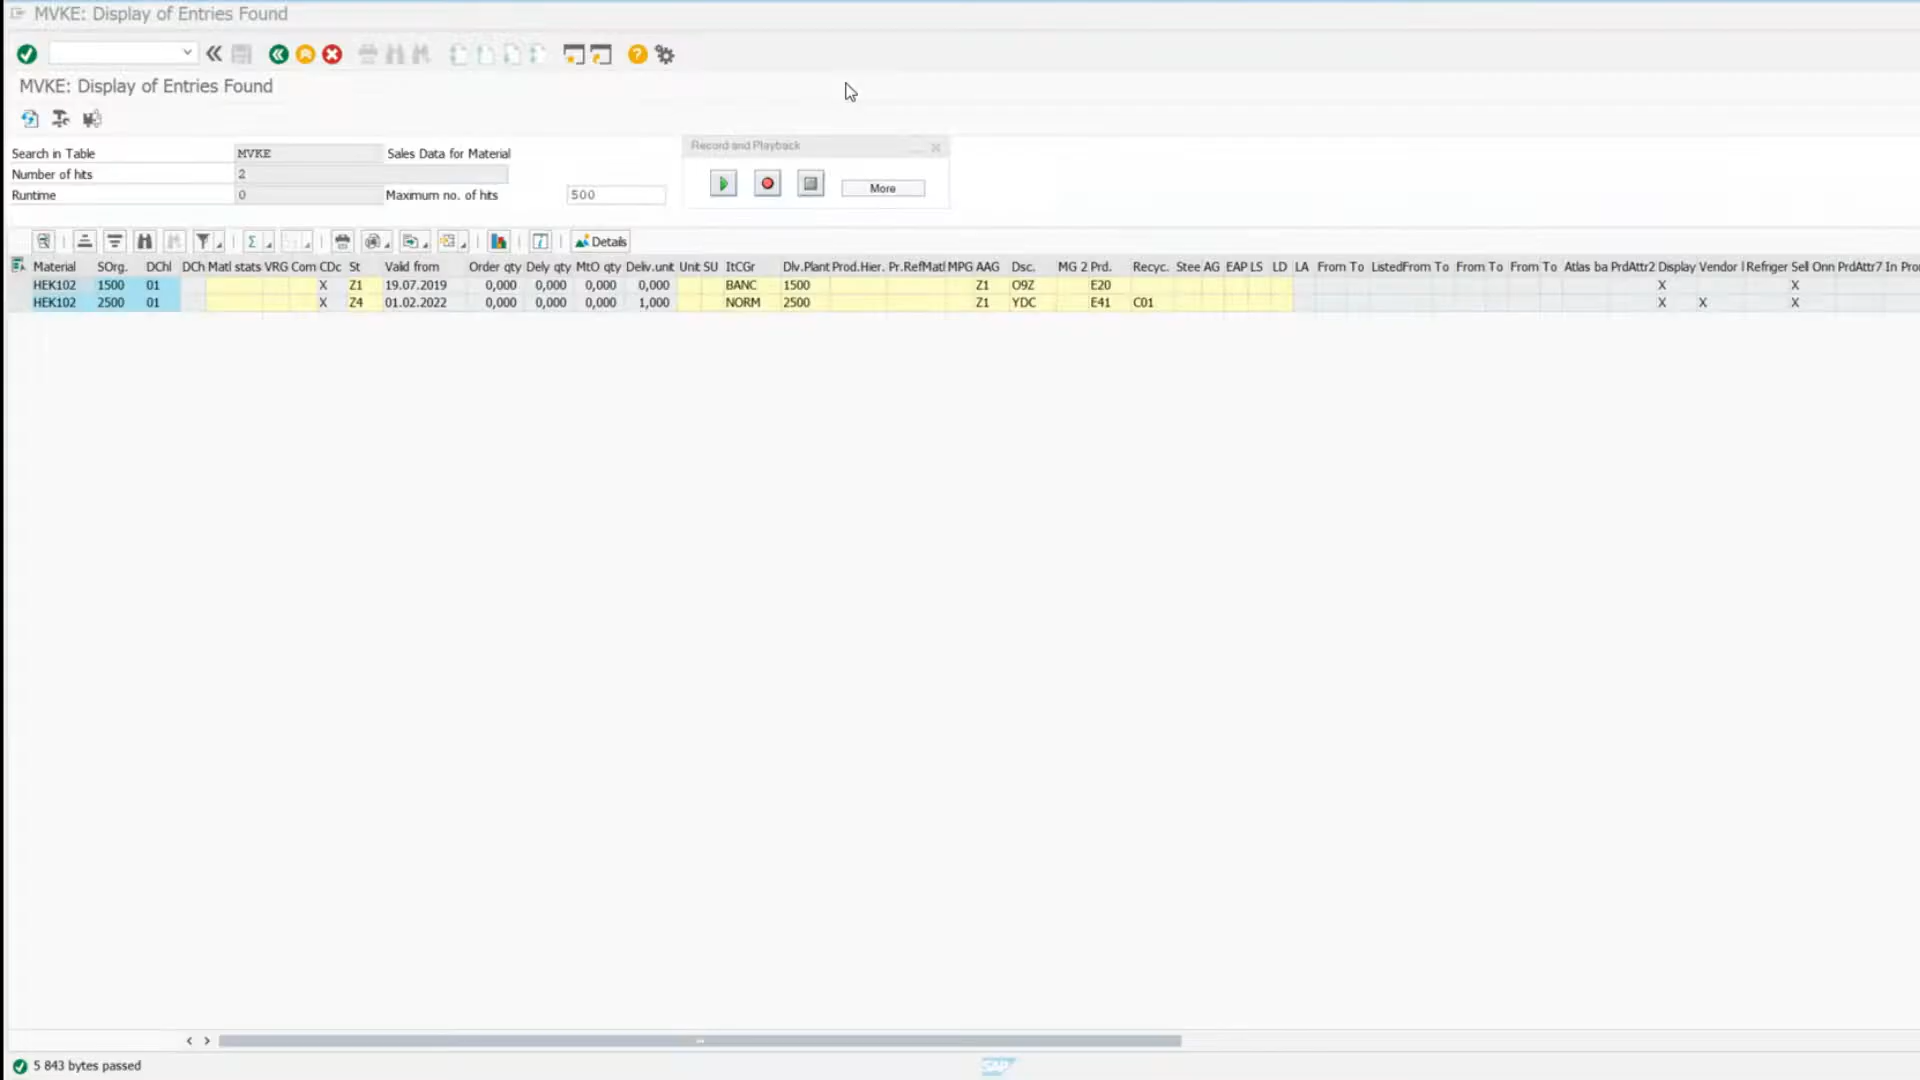 MVKE: Display of Entries Found
MVKE: Display of Entries Found
Record and Playback
Search in Table MVKE Sales Data for Material
Number of hits 2
More
Runtime 0 Maximum no. of hits 500
Details
Material SOrg. DChl DCh Matl stats VRG Com CDc St Valid from Order qty Dely qty MtO qty Deliv.unit Unit SU ItCGr Dlv.Plant Prod.Hier. Pr.RefMatl MPG AAG Dsc. MG 2 Prd. Recyc. Stee AG EAP LS LD LA From To Listed From To From To From To Atlas ba PrdAttr2 Display Vendor Refriger Sell Onn PrdAttr7 In Pro
HEK102 1500 01 X Z1 19.07.2019 0,000 0,000 0,000 0,000 BANC 1500 Z1 O9Z E20 X X
HEK102 2500 01 X Z4 01.02.2022 0,000 0,000 0,000 1,000 NORM 2500 Z1 YDC E41 C01 X X X
5 843 bytes passed
SAP